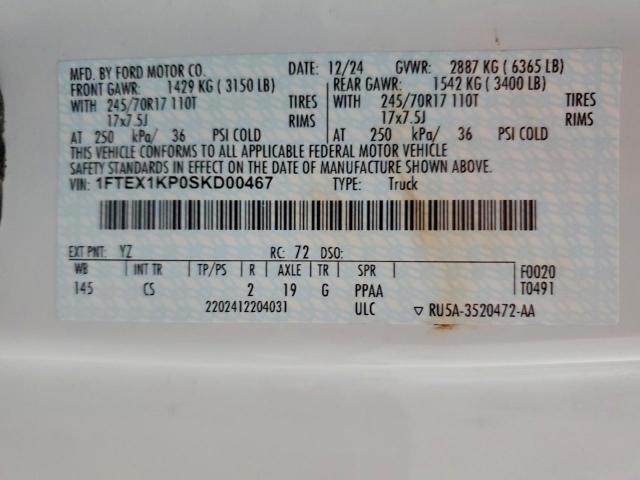 MFD. BY FORD MOTOR CO. DATE: 12/24 GVWR: 2887 KG ( 6365 LB)
FRONT GAWR: 1429 KG ( 3150 LB) REAR GAWR: 1542 KG ( 3400 LB)
WITH 245/70R17 110T TIRES WITH 245/70R17 110T TIRES
17x7.5J RIMS 17x7.5J RIMS
AT 250 kPa/ 36 PSI COLD AT 250 kPa/ 36 PSI COLD
THIS VEHICLE CONFORMS TO ALL APPLICABLE FEDERAL MOTOR VEHICLE
SAFETY STANDARDS IN EFFECT ON THE DATE OF MANUFACTURE SHOWN ABOVE.
VIN: 1FTEX1KP0SKD00467 TYPE: Truck
EXT PNT: YZ RC: 72 DSO:
WB INT TR TP/PS R AXLE TR SPR F0020
145 CS 2 19 G PPAA T0491
2202412204031 ULC ▽ RU5A-3520472-AA